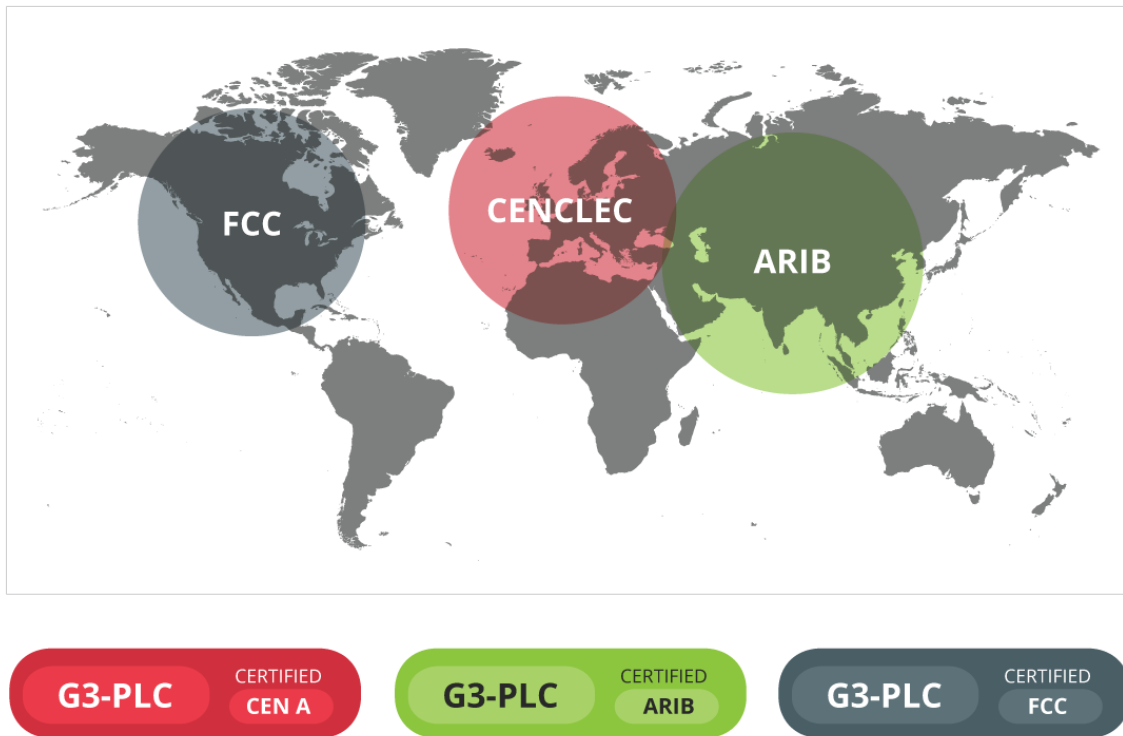 FCC
CENCLEC
ARIB
G3-PLC
CERTIFIED
CEN A
G3-PLC
CERTIFIED
ARIB
G3-PLC
CERTIFIED
FCC